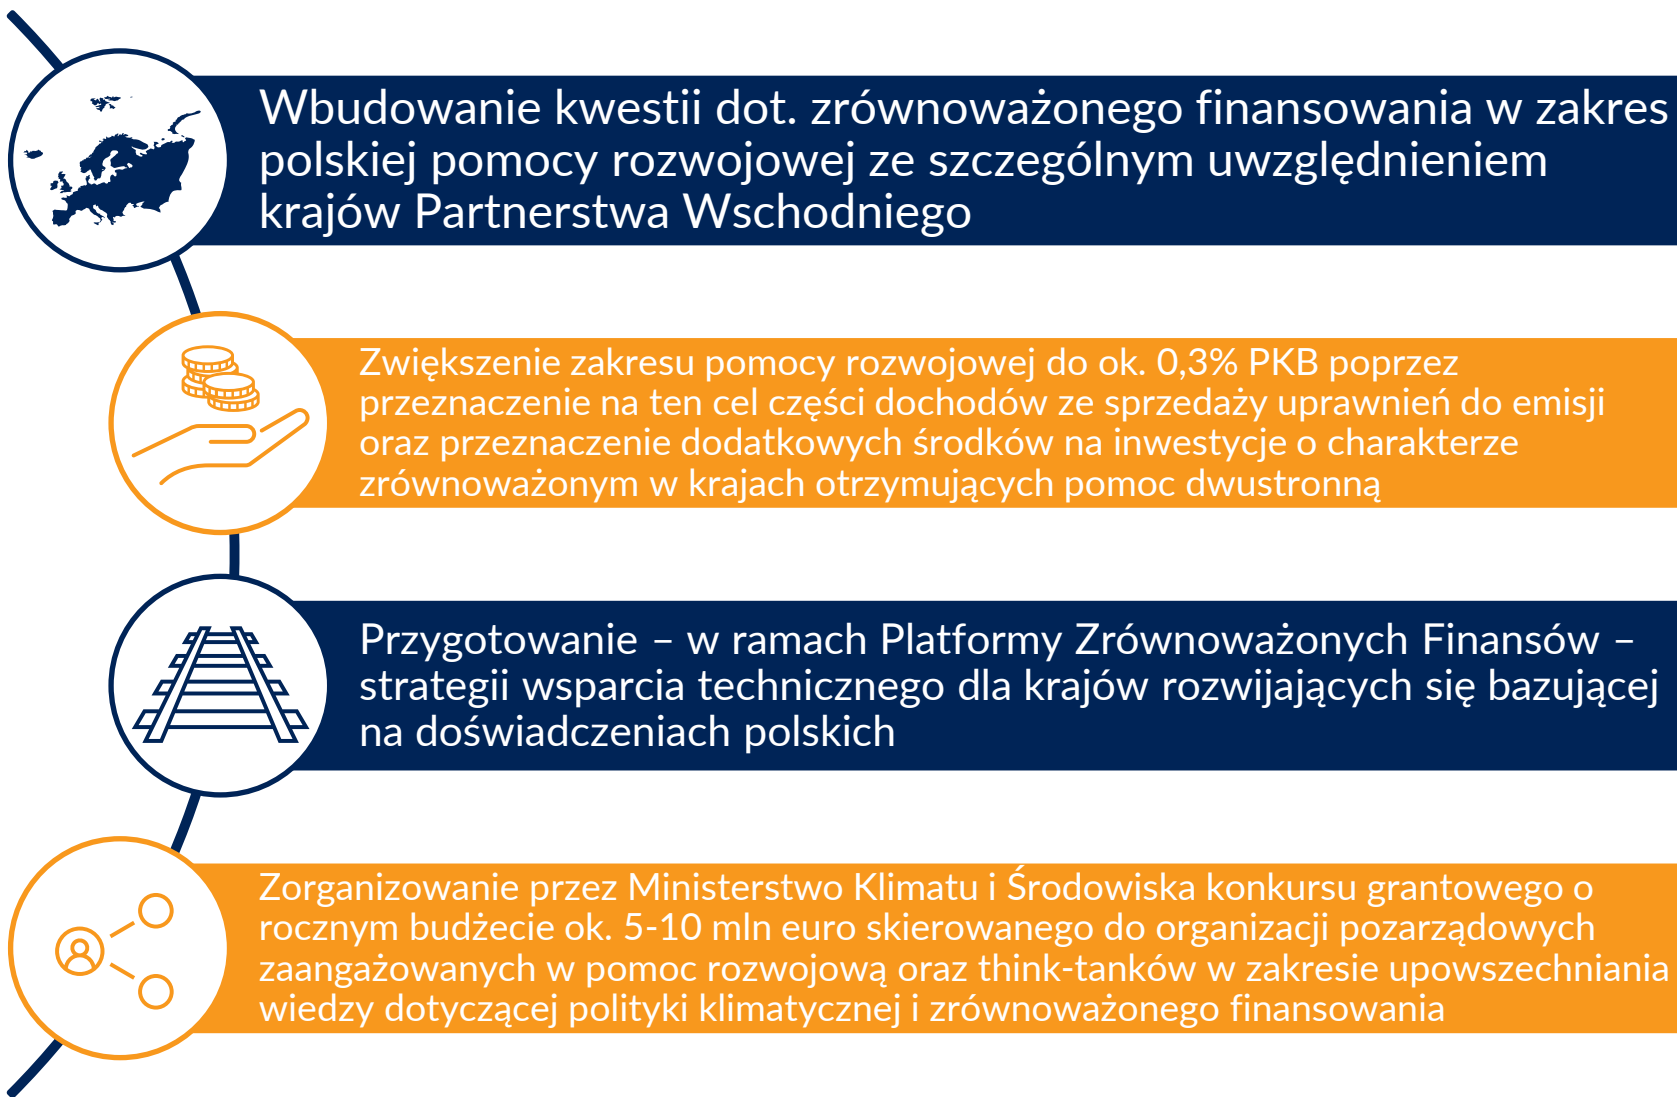 Wbudowanie kwestii dot. zrównoważonego finansowania w zakres
polskiej pomocy rozwojowej ze szczególnym uwzględnieniem
krajów Partnerstwa Wschodniego
Zwiększenie zakresu pomocy rozwojowej do ok. 0,3% PKB poprzez
przeznaczenie na ten cel części dochodów ze sprzedaży uprawnień do emisji
oraz przeznaczenie dodatkowych środków na inwestycje o charakterze
zrównoważonym w krajach otrzymujących pomoc dwustronną
Przygotowanie – w ramach Platformy Zrównoważonych Finansów –
strategii wsparcia technicznego dla krajów rozwijających się bazującej
na doświadczeniach polskich
Zorganizowanie przez Ministerstwo Klimatu i Środowiska konkursu grantowego o
rocznym budżecie ok. 5-10 mln euro skierowanego do organizacji pozarządowych
zaangażowanych w pomoc rozwojową oraz think-tanków w zakresie upowszechniania
wiedzy dotyczącej polityki klimatycznej i zrównoważonego finansowania